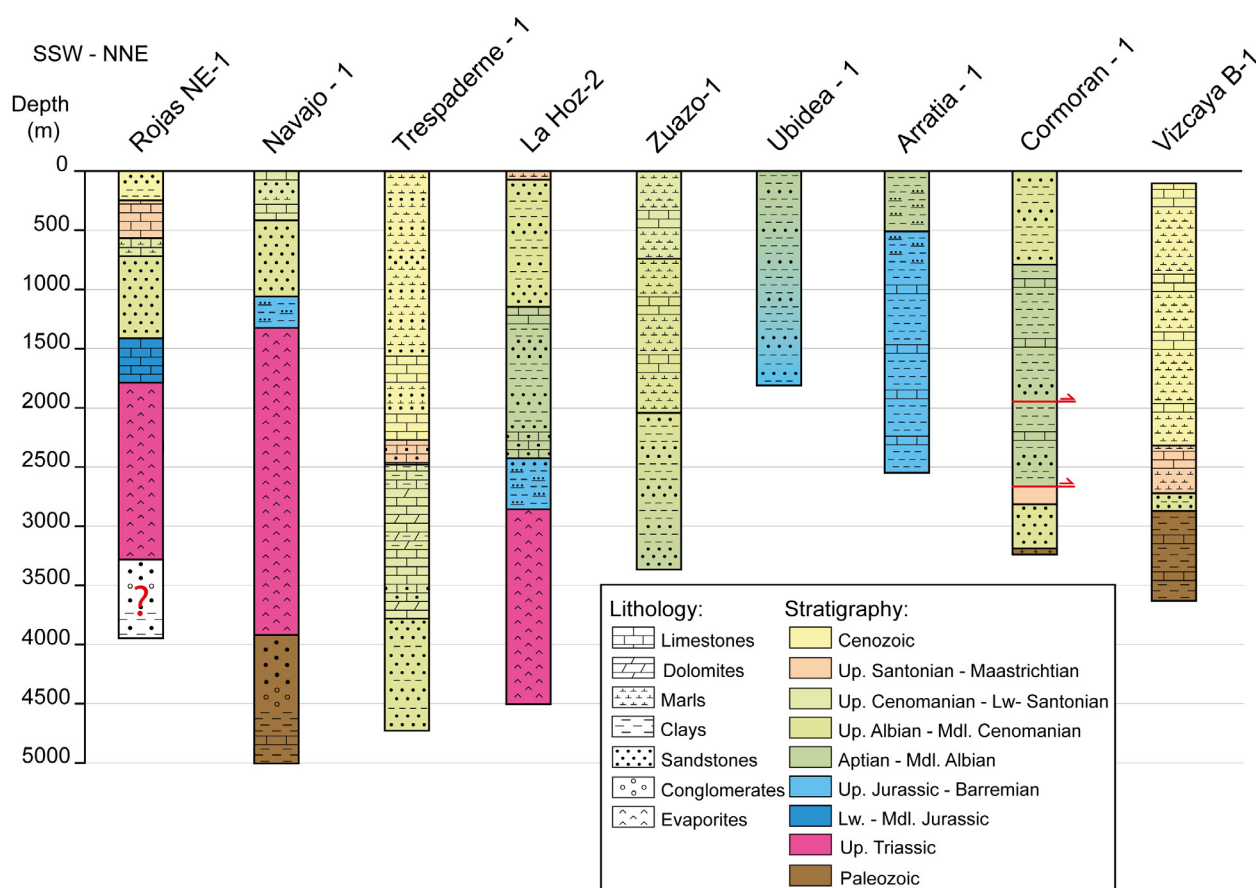 SSW - NNE
Depth
(m)
Rojas NE-1
Navajo - 1
Trespaderne - 1
La Hoz-2
Zuazo-1
Ubidea - 1
Arratia - 1
Cormoran - 1
Vizcaya B-1
0
500
1000
1500
2000
2500
3000
3500
4000
4500
5000
?
Lithology:
Limestones
Dolomites
Marls
Clays
Sandstones
Conglomerates
Evaporites
Stratigraphy:
Cenozoic
Up. Santonian - Maastrichtian
Up. Cenomanian - Lw- Santonian
Up. Albian - Mdl. Cenomanian
Aptian - Mdl. Albian
Up. Jurassic - Barremian
Lw. - Mdl. Jurassic
Up. Triassic
Paleozoic